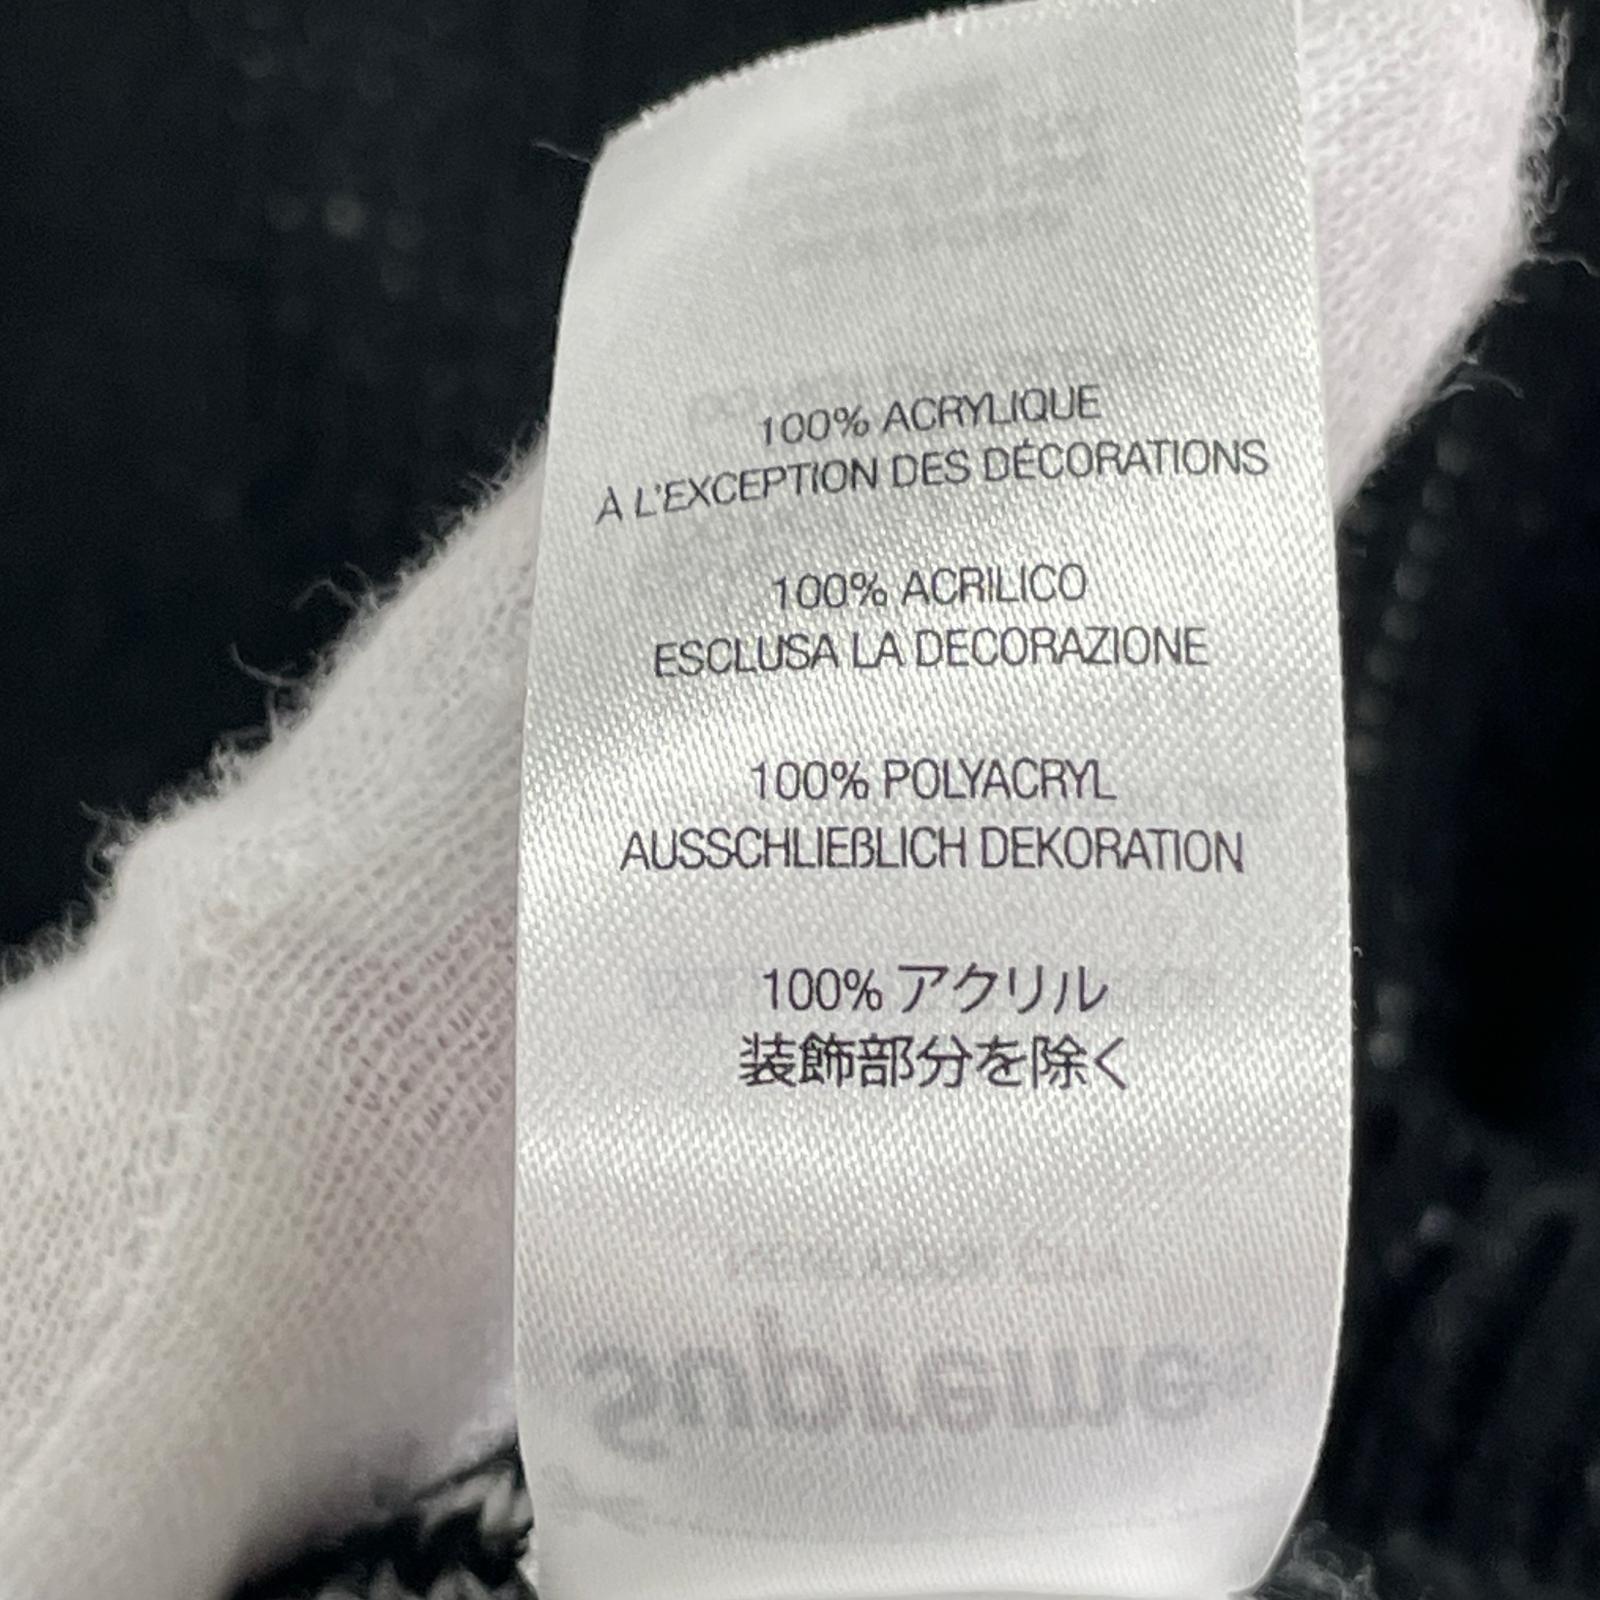 100% ACRYLIQUE
À L'EXCEPTION DES DÉCORATIONS
100% ACRILICO
ESCLUSA LA DECORAZIONE
100% POLYACRYL
AUSSCHLIEßLICH DEKORATION
100% アクリル
装飾部分を除く
Supreme